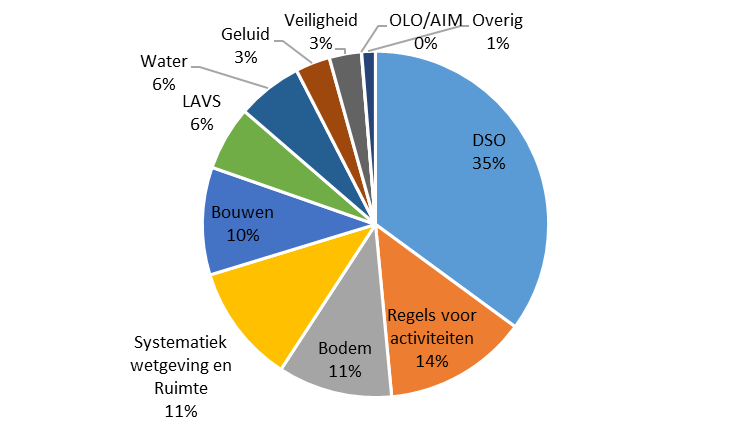 DSO
35%
Regels voor
activiteiten
14%
Bodem
11%
Systematiek
wetgeving en
Ruimte
11%
Bouwen
10%
LAVS
6%
Water
6%
Geluid
3%
Veiligheid
3%
OLO/AIM
0%
Overig
1%